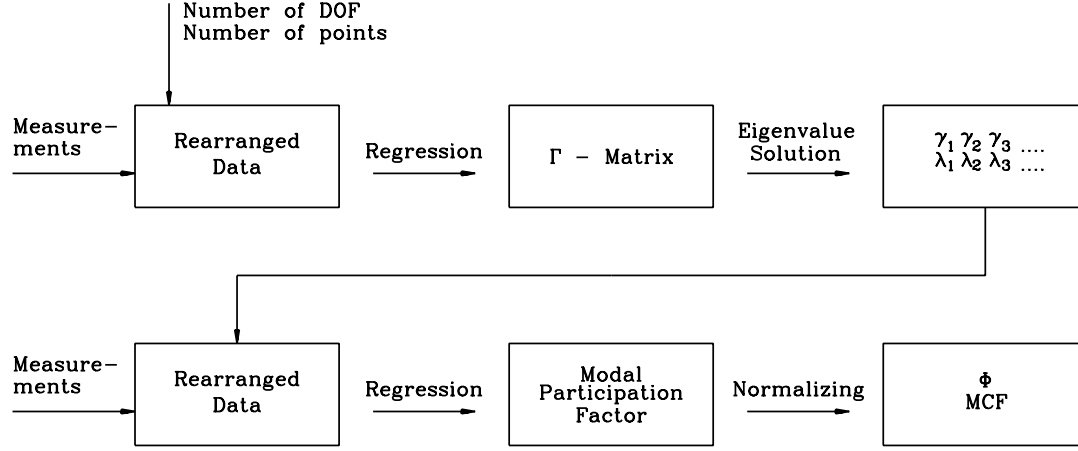 Number of DOF
Number of points
Measure-
ments
Rearranged
Data
Regression
Γ - Matrix
Eigenvalue
Solution
γ1 γ2 γ3 ....
λ1 λ2 λ3 ....
Measure-
ments
Rearranged
Data
Regression
Modal
Participation
Factor
Normalizing
Φ
MCF